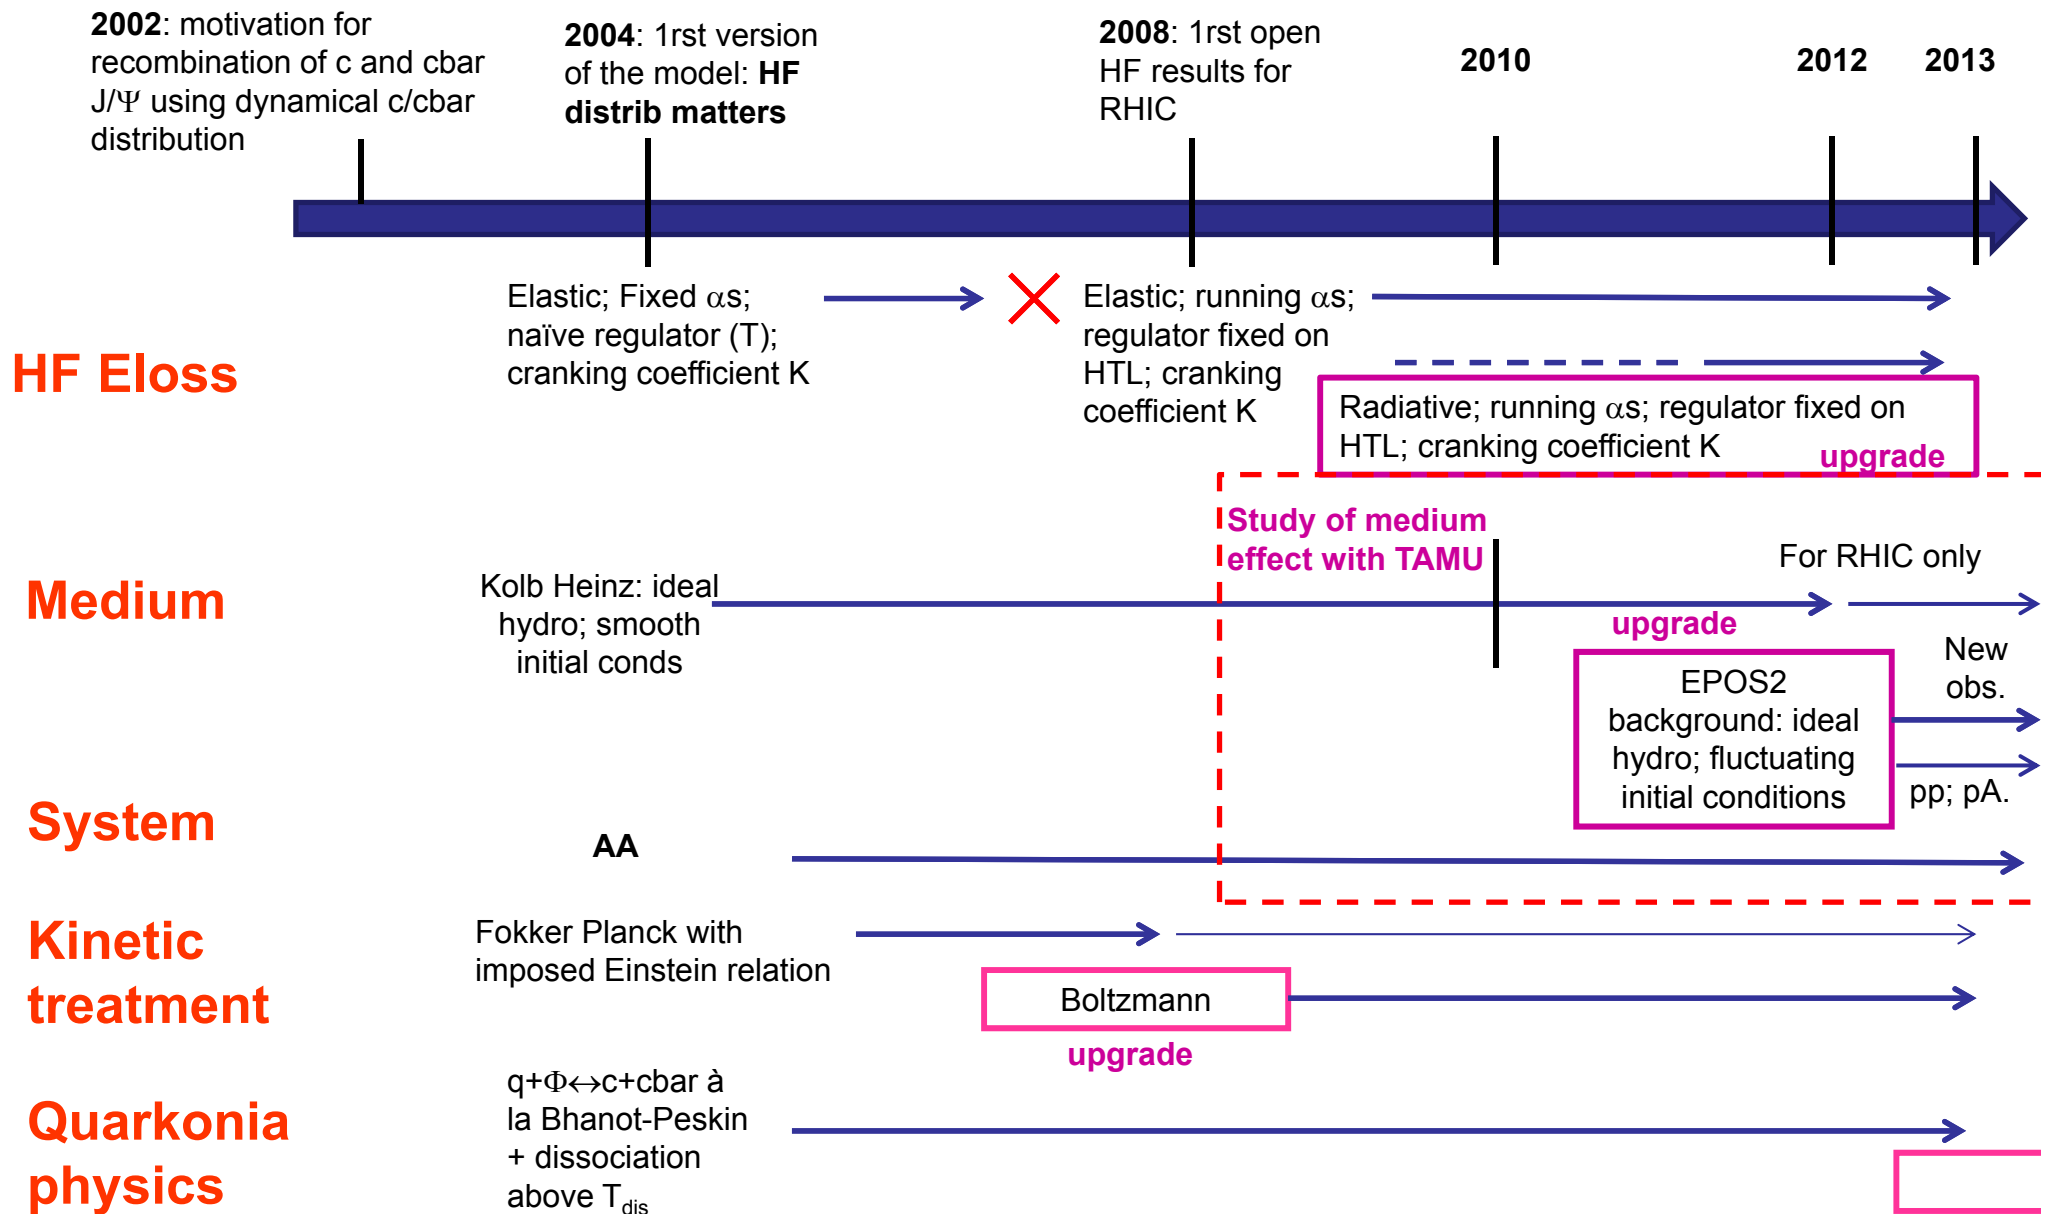 2002: motivation for
recombination of c and cbar
J/Ψ using dynamical c/cbar
distribution
2004: 1rst version
of the model: HF
distrib matters
2008: 1rst open
HF results for
RHIC
2010
2012
2013
HF Eloss
Elastic; Fixed αs;
naïve regulator (T);
cranking coefficient K
Elastic; running αs;
regulator fixed on
HTL; cranking
coefficient K
Radiative; running αs; regulator fixed on
HTL; cranking coefficient K
upgrade
Study of medium
effect with TAMU
Medium
Kolb Heinz: ideal
hydro; smooth
initial conds
For RHIC only
upgrade
EPOS2
background: ideal
hydro; fluctuating
initial conditions
New
obs.
pp; pA.
System
AA
Kinetic
treatment
Fokker Planck with
imposed Einstein relation
Boltzmann
upgrade
Quarkonia
physics
q+Φ↔c+cbar à
la Bhanot-Peskin
+ dissociation
above Tdis